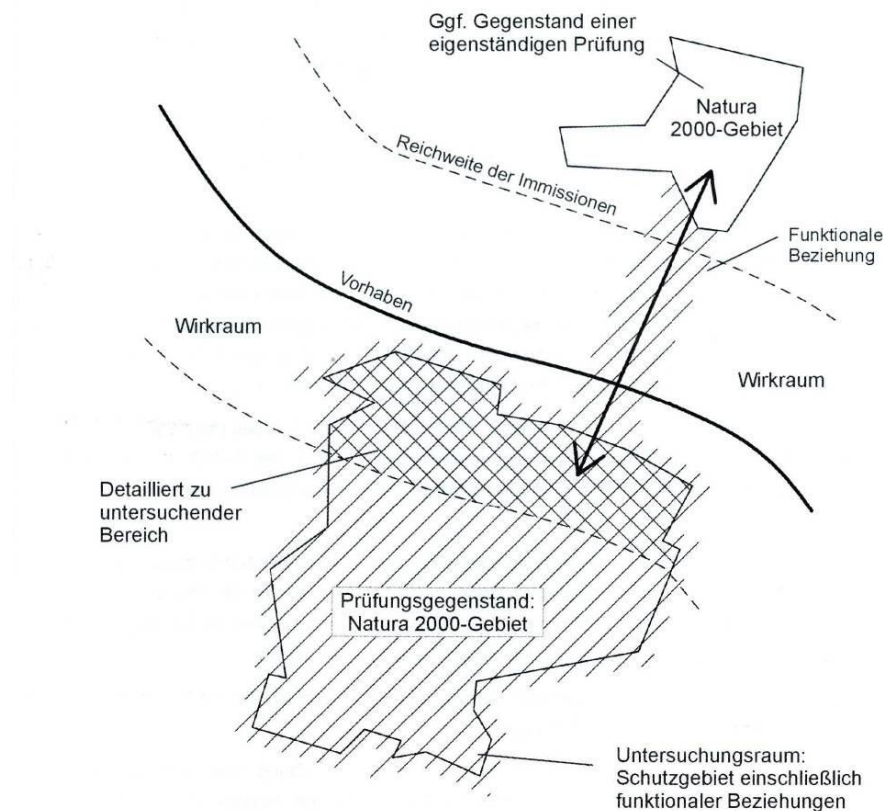 Ggf. Gegenstand einer
eigenständigen Prüfung
Natura
2000-Gebiet
Reichweite der Immissionen
Funktionale
Beziehung
Vorhaben
Wirkraum
Wirkraum
Detailliert zu
untersuchender
Bereich
Prüfungsgegenstand:
Natura 2000-Gebiet
Untersuchungsraum:
Schutzgebiet einschließlich
funktionaler Beziehungen